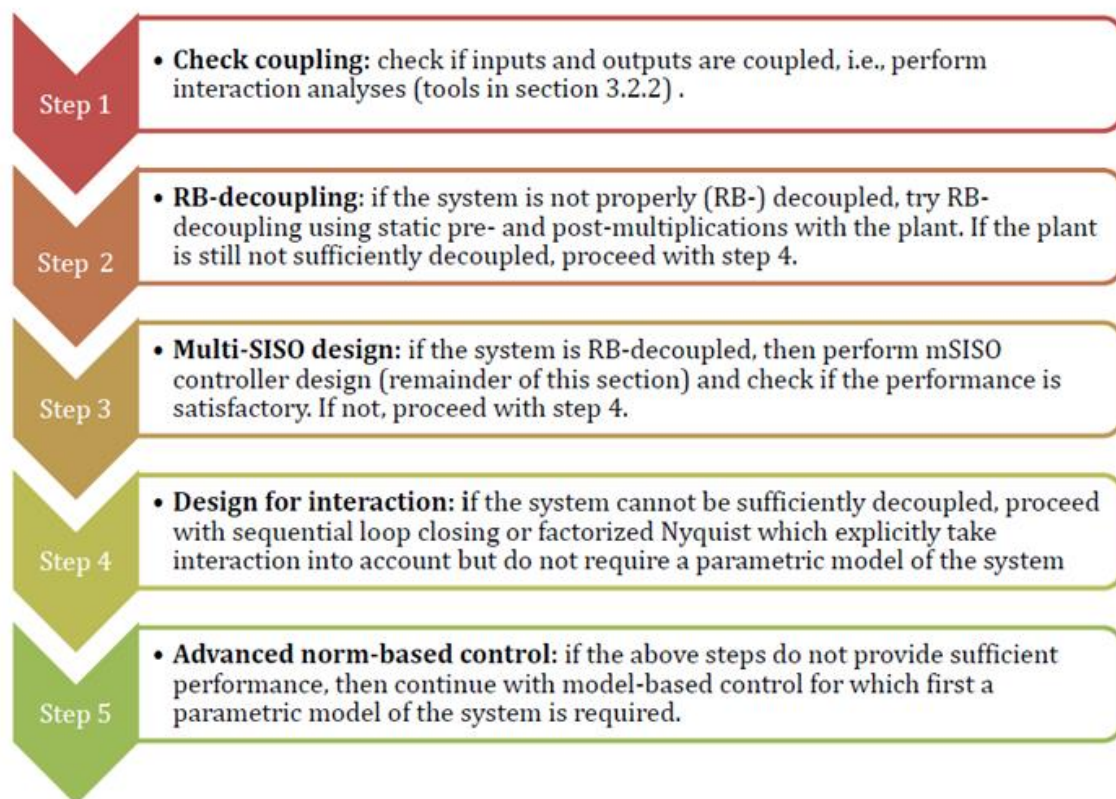 Step 1
• Check coupling: check if inputs and outputs are coupled, i.e., perform
interaction analyses (tools in section 3.2.2) .
Step 2
• RB-decoupling: if the system is not properly (RB-) decoupled, try RB-
decoupling using static pre- and post-multiplications with the plant. If the plant
is still not sufficiently decoupled, proceed with step 4.
Step 3
• Multi-SISO design: if the system is RB-decoupled, then perform mSISO
controller design (remainder of this section) and check if the performance is
satisfactory. If not, proceed with step 4.
Step 4
• Design for interaction: if the system cannot be sufficiently decoupled, proceed
with sequential loop closing or factorized Nyquist which explicitly take
interaction into account but do not require a parametric model of the system
Step 5
• Advanced norm-based control: if the above steps do not provide sufficient
performance, then continue with model-based control for which first a
parametric model of the system is required.